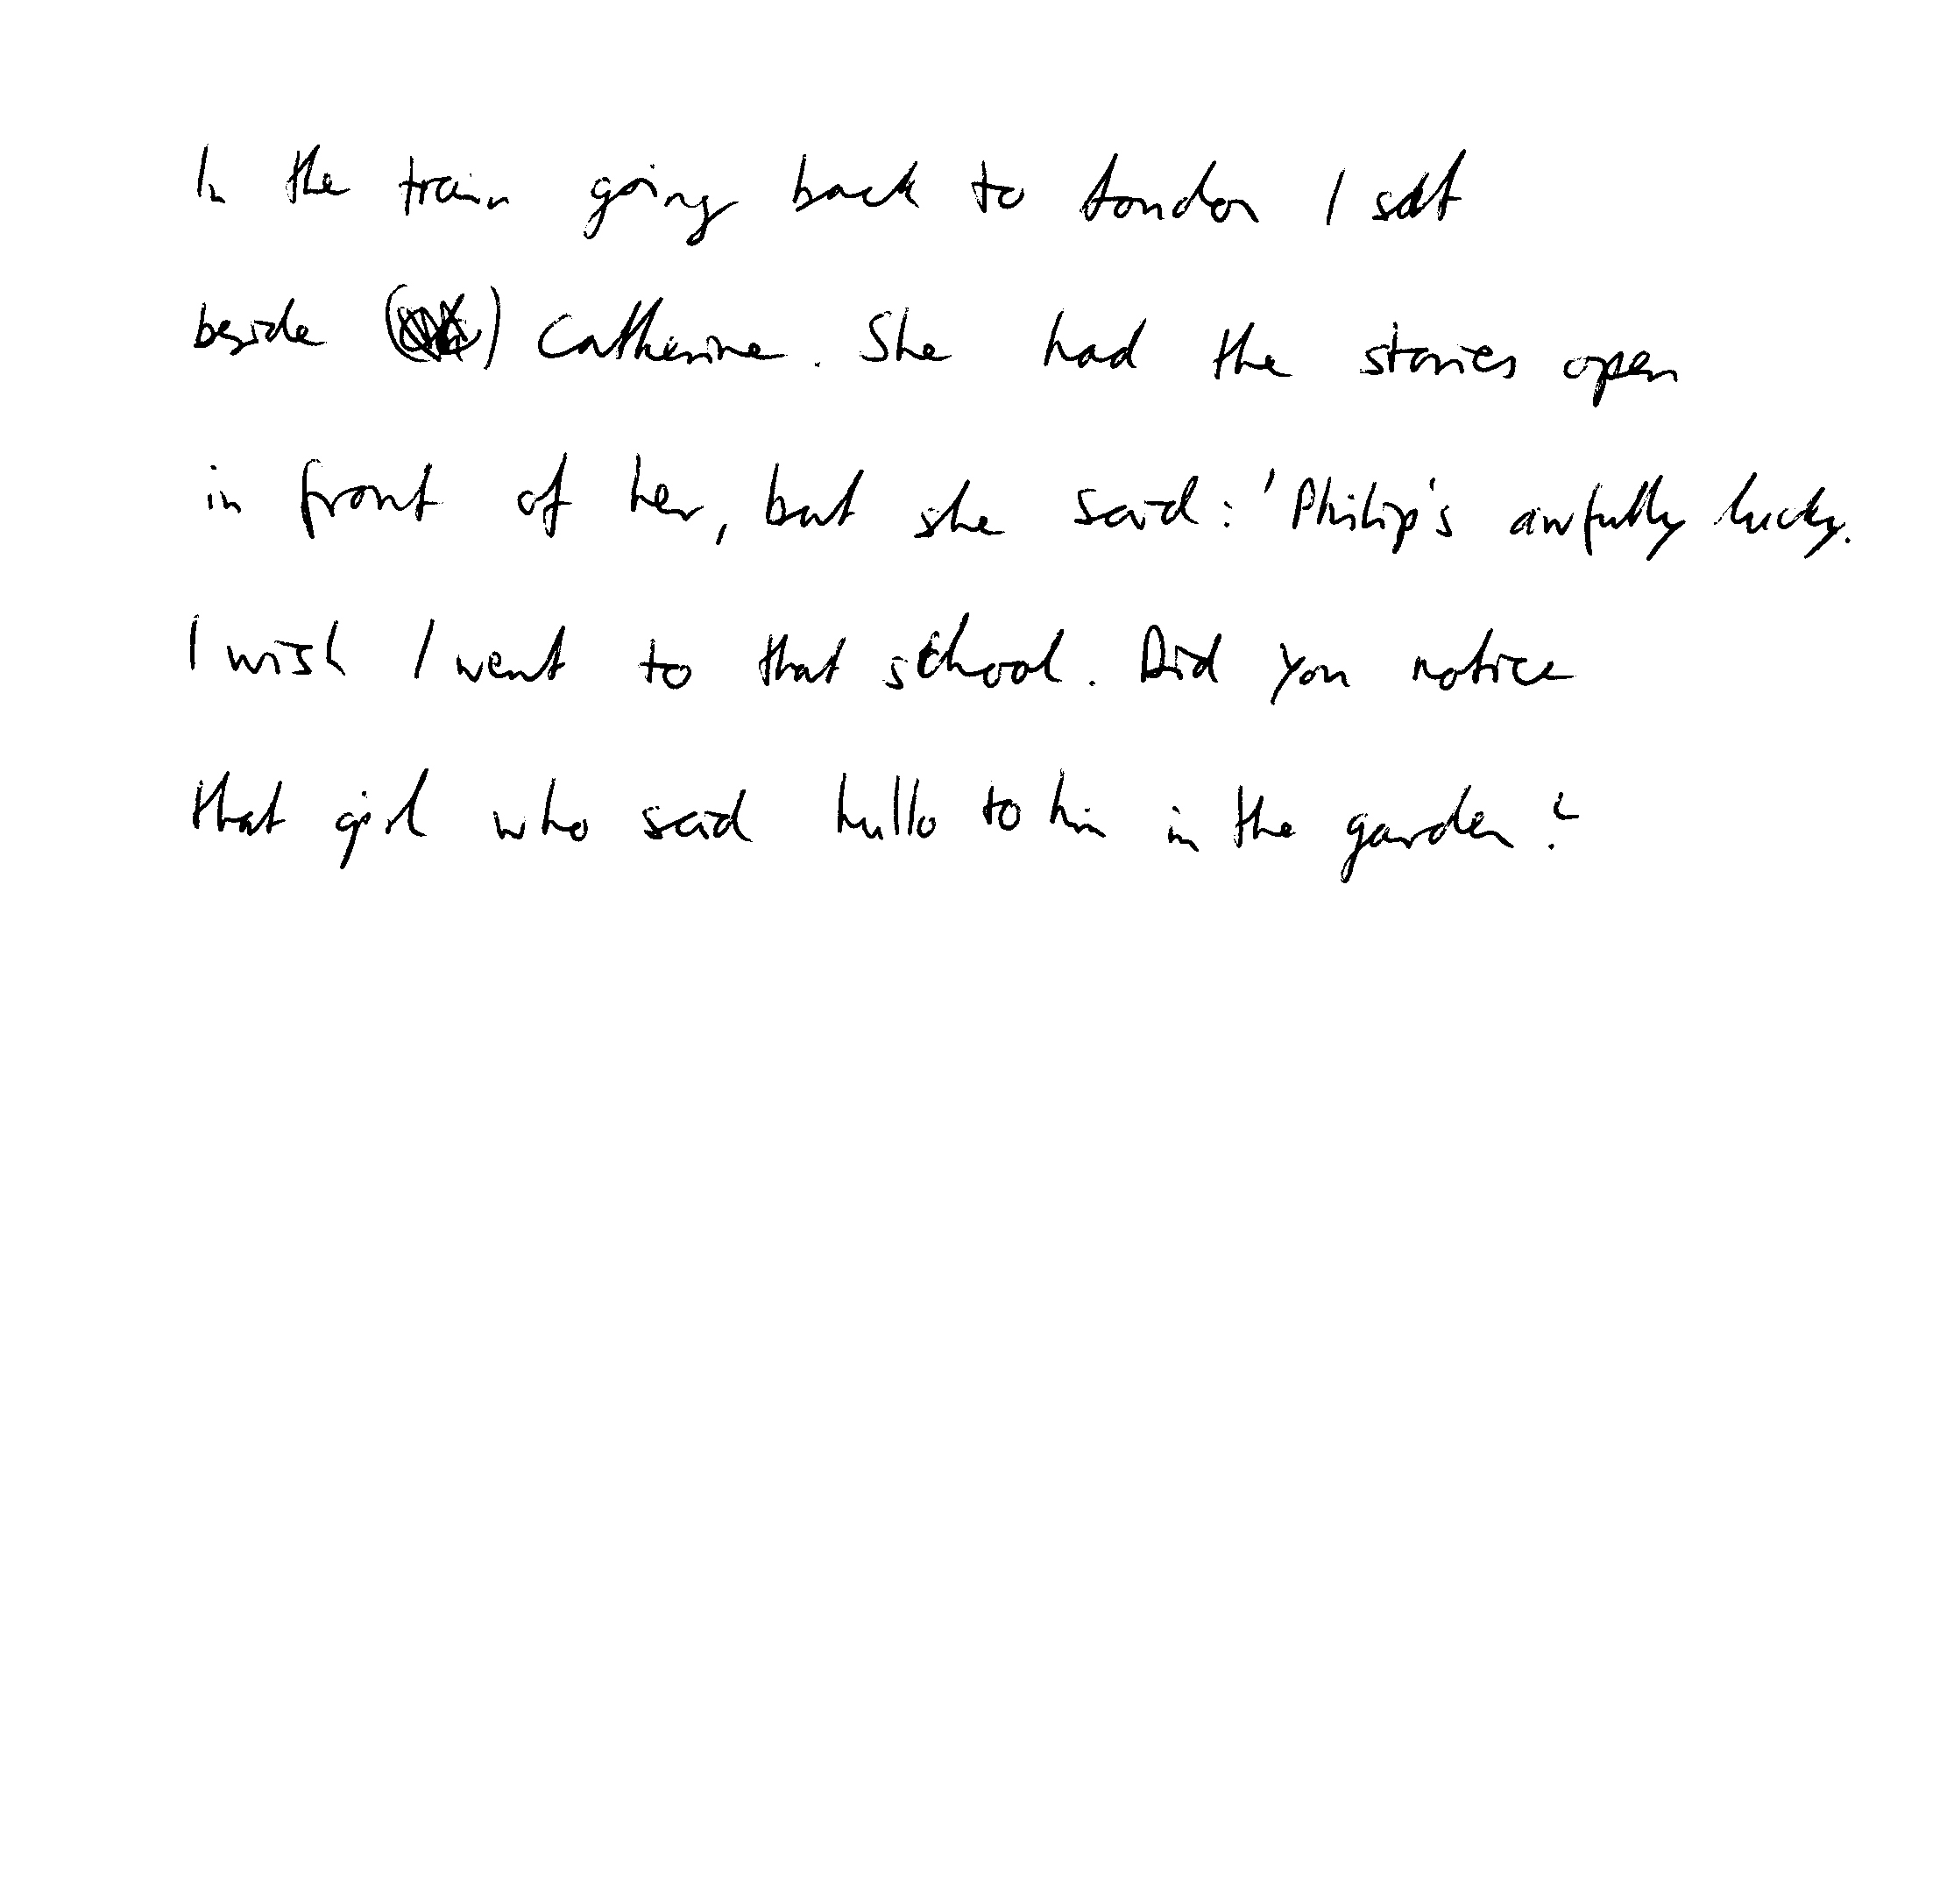 In the train going back to London I sat
beside Catherine. She had the stories open
in front of her, but she said: 'Philip's awfully lucky.
I wish I went to that school. Did you notice
that girl who said hullo to him in the garden?